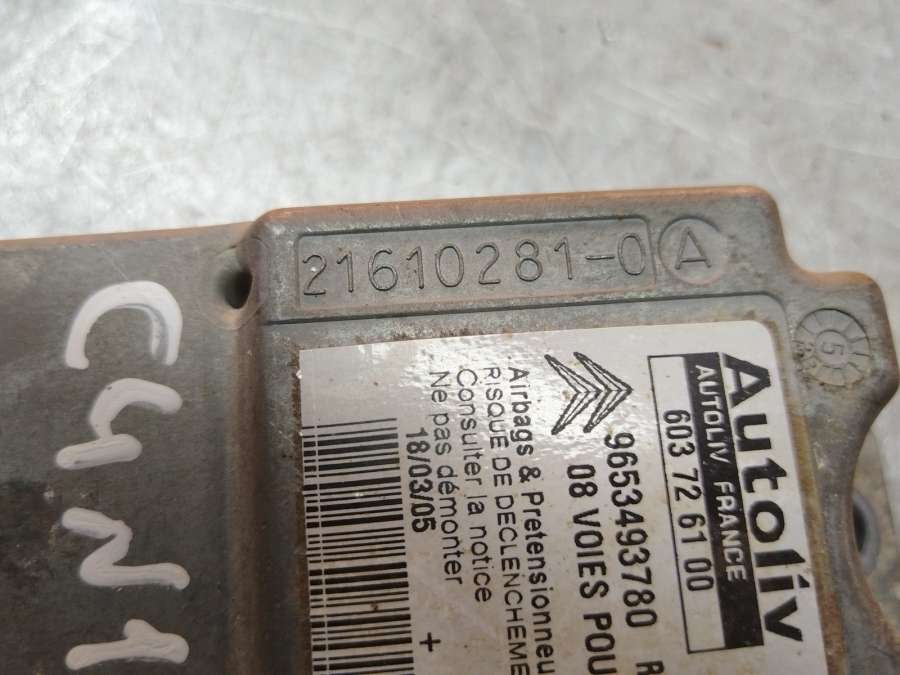 21610281-0 A
5
C4N1
Autoliv
AUTOLIV FRANCE
603 72 61 00
9653493780 R
08 VOIES POU
Airbags & Pretensionneu
RISQUE DE DECLENCHEME
Consulter la notice
Ne pas démonter
18/03/05
+